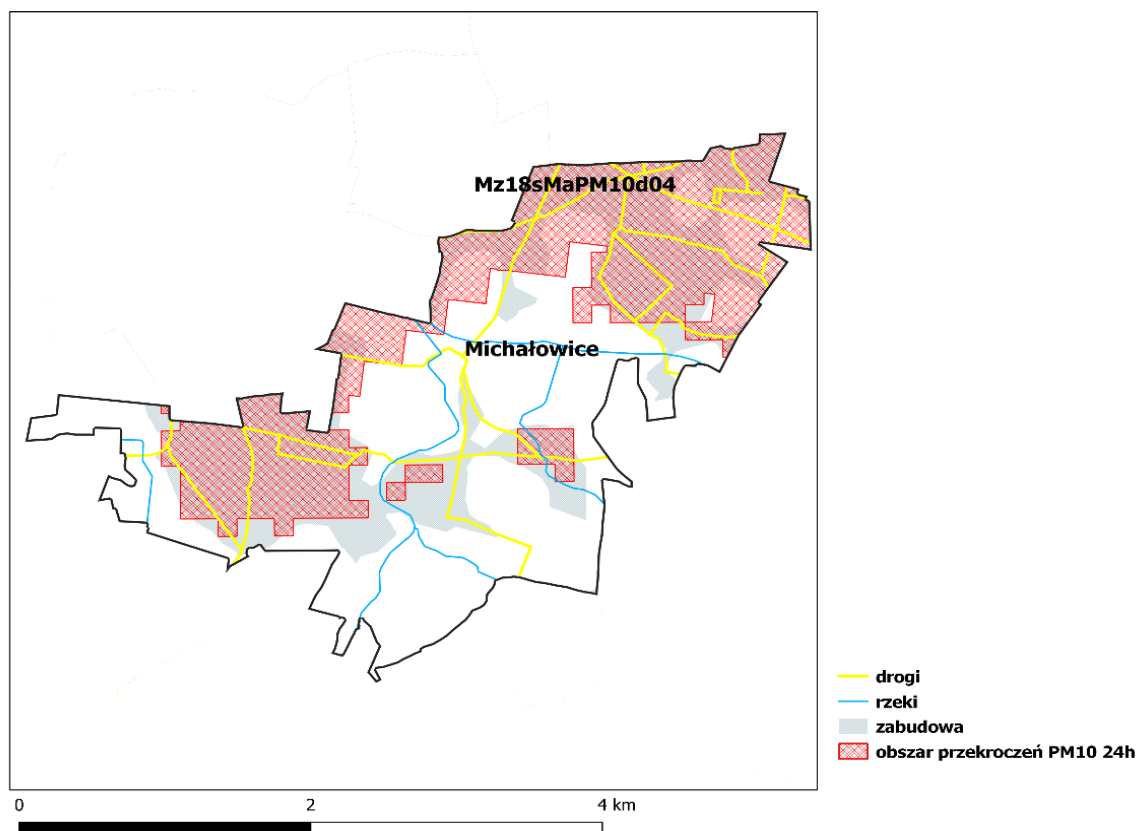 Mz18sMaPM10d04
Michałowice
drogi
rzeki
zabudowa
obszar przekroczeń PM10 24h
0 2 4 km